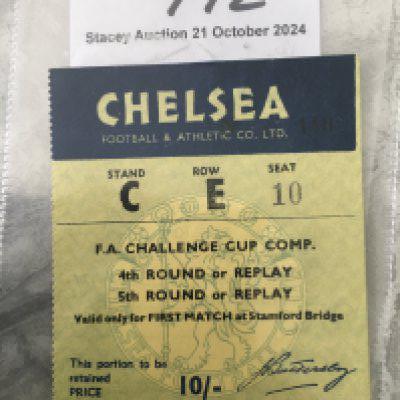 Stacey Auction 21 October 2024
CHELSEA
FOOTBALL & ATHLETIC CO. LTD.
STAND ROW SEAT
C E 10
F.A. CHALLENGE CUP COMP.
4th ROUND or REPLAY
5th ROUND or REPLAY
Valid only for FIRST MATCH at Stamford Bridge
This portion to be
retained
PRICE 10/-